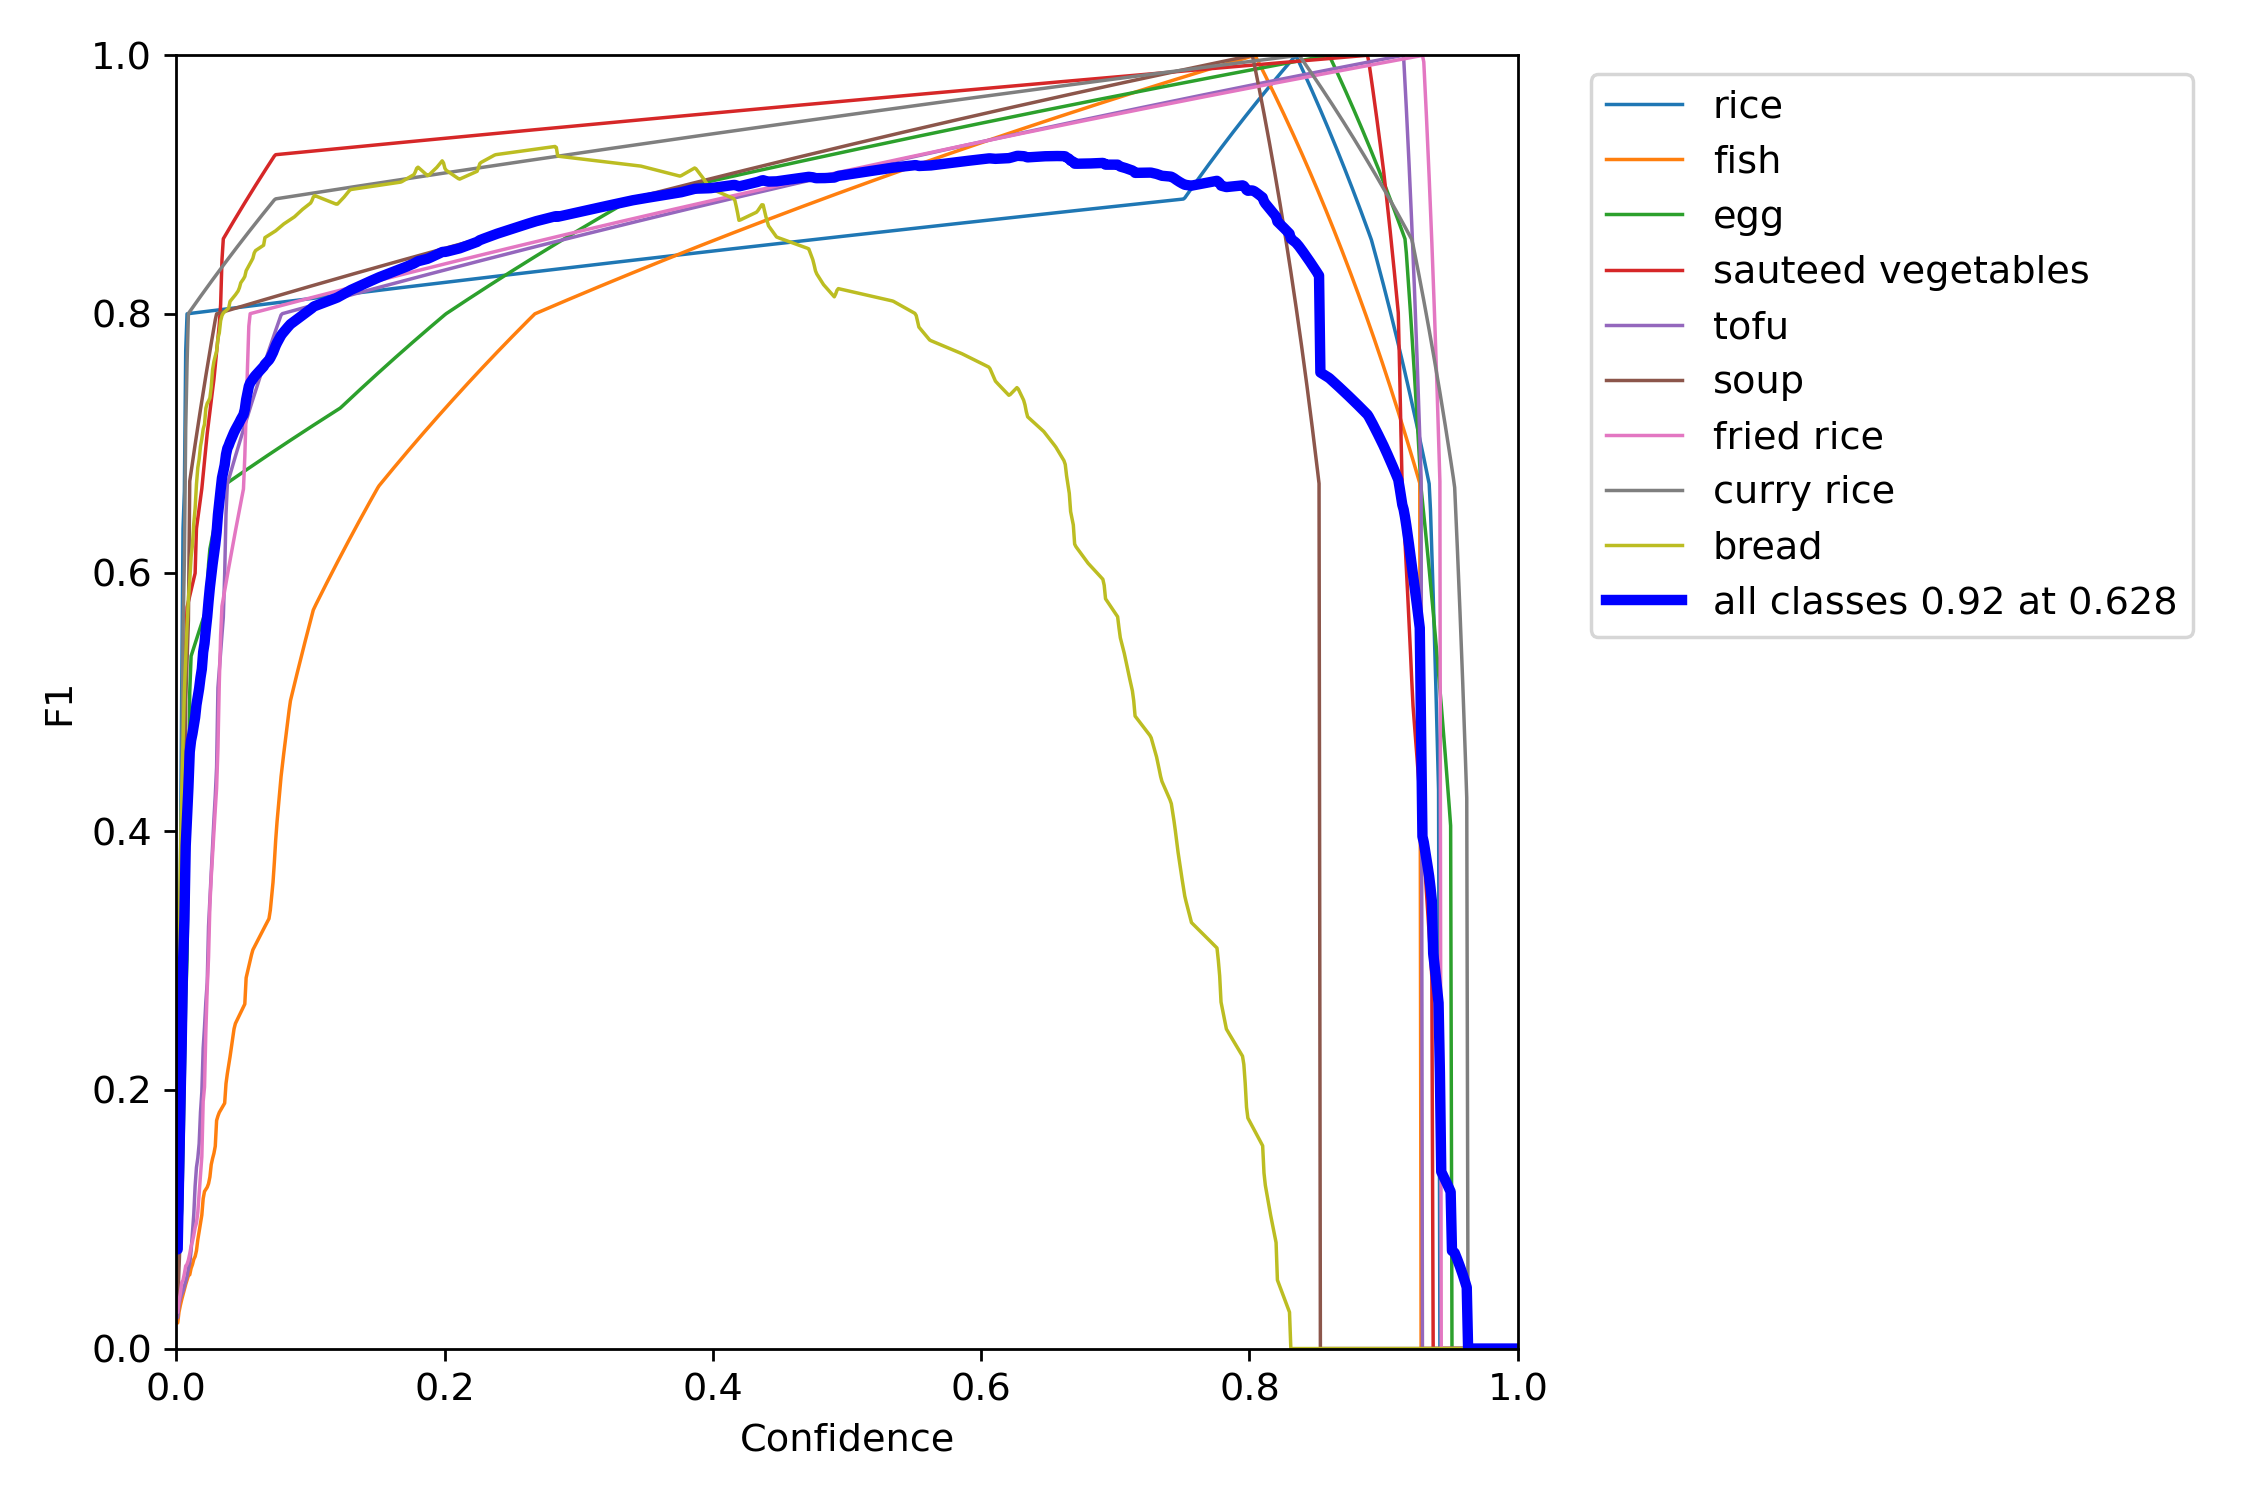 1.0
0.8
0.6
0.4
0.2
0.0
F1
0.0 0.2 0.4 0.6 0.8 1.0
Confidence
rice
fish
egg
sauteed vegetables
tofu
soup
fried rice
curry rice
bread
all classes 0.92 at 0.628